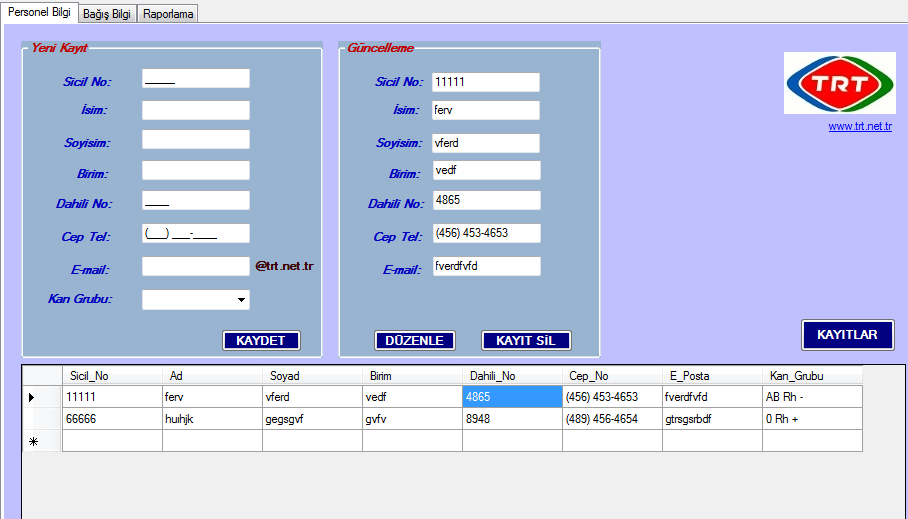 Personel Bilgi Bağış Bilgi Raporlama
Yeni Kayıt
Sicil No: _____
İsim:
Soyisim:
Birim:
Dahili No: ____
Cep Tel: (___) ___-____
E-mail: @trt.net.tr
Kan Grubu:
KAYDET
Güncelleme
Sicil No: 11111
İsim: ferv
Soyisim: vferd
Birim: vedf
Dahili No: 4865
Cep Tel: (456) 453-4653
E-mail: fverdfvfd
DÜZENLE KAYIT SİL
TRT
www.trt.net.tr
KAYITLAR
Sicil_No Ad Soyad Birim Dahili_No Cep_No E_Posta Kan_Grubu
11111 ferv vferd vedf 4865 (456) 453-4653 fverdfvfd AB Rh -
66666 huıhjk gegsgvf gvfv 8948 (489) 456-4654 gtrsgsrbdf 0 Rh +